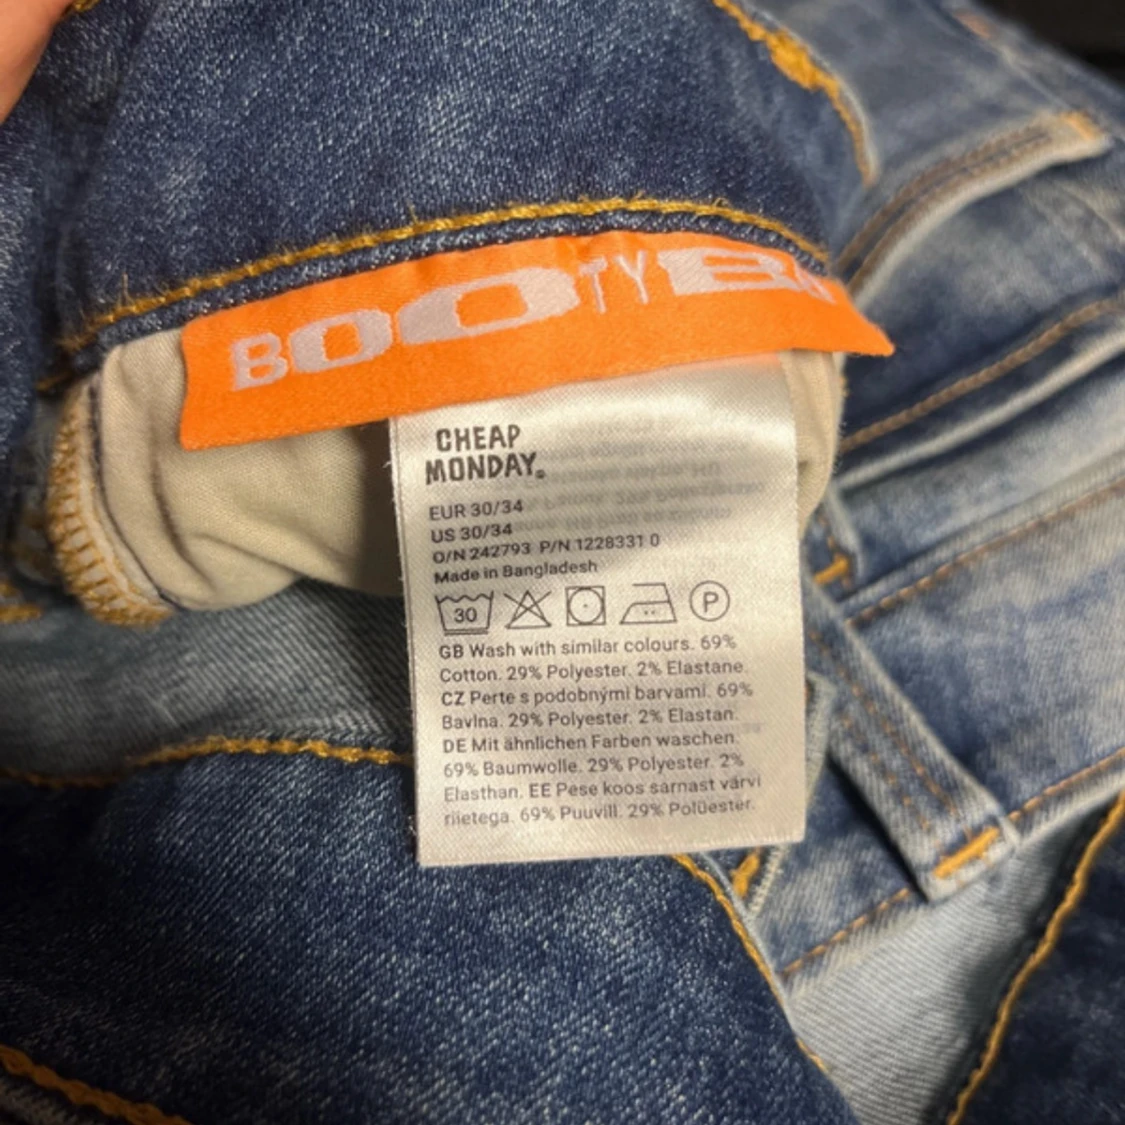 BOOTYB
CHEAP
MONDAY®
EUR 30/34
US 30/34
O/N 242793 P/N 1228331 0
Made in Bangladesh
30 P
GB Wash with similar colours. 69%
Cotton. 29% Polyester. 2% Elastane.
CZ Perte s podobnými barvami. 69%
Bavlna. 29% Polyester. 2% Elastan.
DE Mit ähnlichen Farben waschen.
69% Baumwolle. 29% Polyester. 2%
Elasthan. EE Pese koos sarnast värvi
riietega. 69% Puuvill. 29% Polüester.